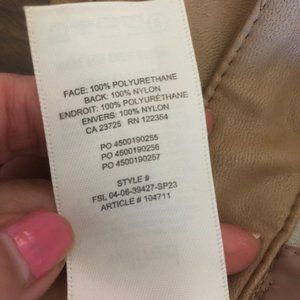 FACE: 100% POLYURETHANE
BACK: 100% NYLON
ENDROIT: 100% POLYURÉTHANE
ENVERS: 100% NYLON
CA 23725 RN 122354
PO 4500190255
PO 4500190256
PO 4500190257
STYLE #
FSL 04-06-39427-SP23
ARTICLE # 104711